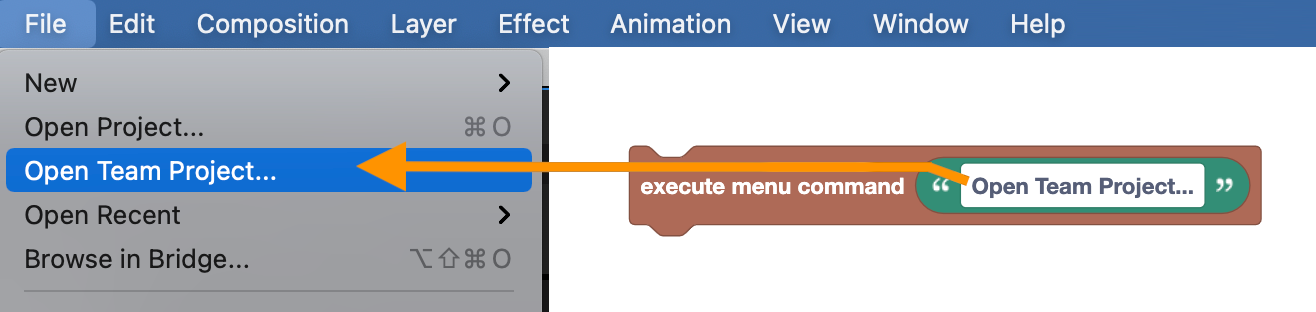 File Edit Composition Layer Effect Animation View Window Help
New
Open Project... ⌘ O
Open Team Project...
Open Recent
Browse in Bridge... ⌥⇧⌘ O
execute menu command “ Open Team Project... ”